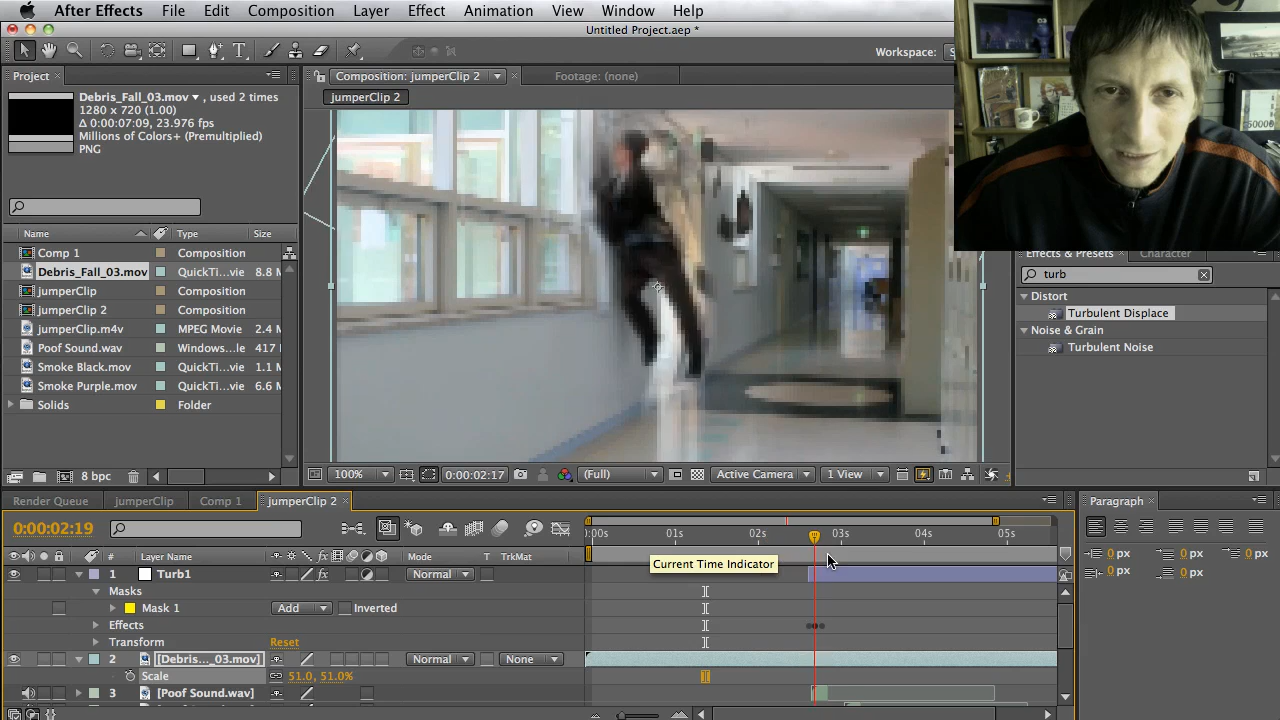 After Effects File Edit Composition Layer Effect Animation View Window Help
Untitled Project.aep *
Workspace:
Project
Composition: jumperClip 2
Footage: (none)
jumperClip 2
Debris_Fall_03.mov , used 2 times
1280 x 720 (1.00)
Δ 0:00:07:09, 23.976 fps
Millions of Colors+ (Premultiplied)
PNG
Name Type Size
Comp 1 Composition
Debris_Fall_03.mov QuickTi...vie 8.8 M
jumperClip Composition
jumperClip 2 Composition
jumperClip.m4v MPEG Movie 2.4 M
Poof Sound.wav Windows...le 417
Smoke Black.mov QuickTi...vie 1.1 M
Smoke Purple.mov QuickTi...vie 6.6 M
Solids Folder
8 bpc
100% 0:00:02:17 (Full) Active Camera 1 View
50000
Effects & Presets Character
turb
Distort
Turbulent Displace
Noise & Grain
Turbulent Noise
Render Queue jumperClip Comp 1 jumperClip 2
0:00:02:19
:00s 01s 02s 03s 04s 05s
# Layer Name Mode T TrkMat
Current Time Indicator
1 Turb1 Normal
Masks
Mask 1 Add Inverted
Effects
Transform Reset
2 [Debris..._03.mov] Normal None
Scale 51.0, 51.0%
3 [Poof Sound.wav]
Paragraph
0 px 0 px 0 px
0 px 0 px